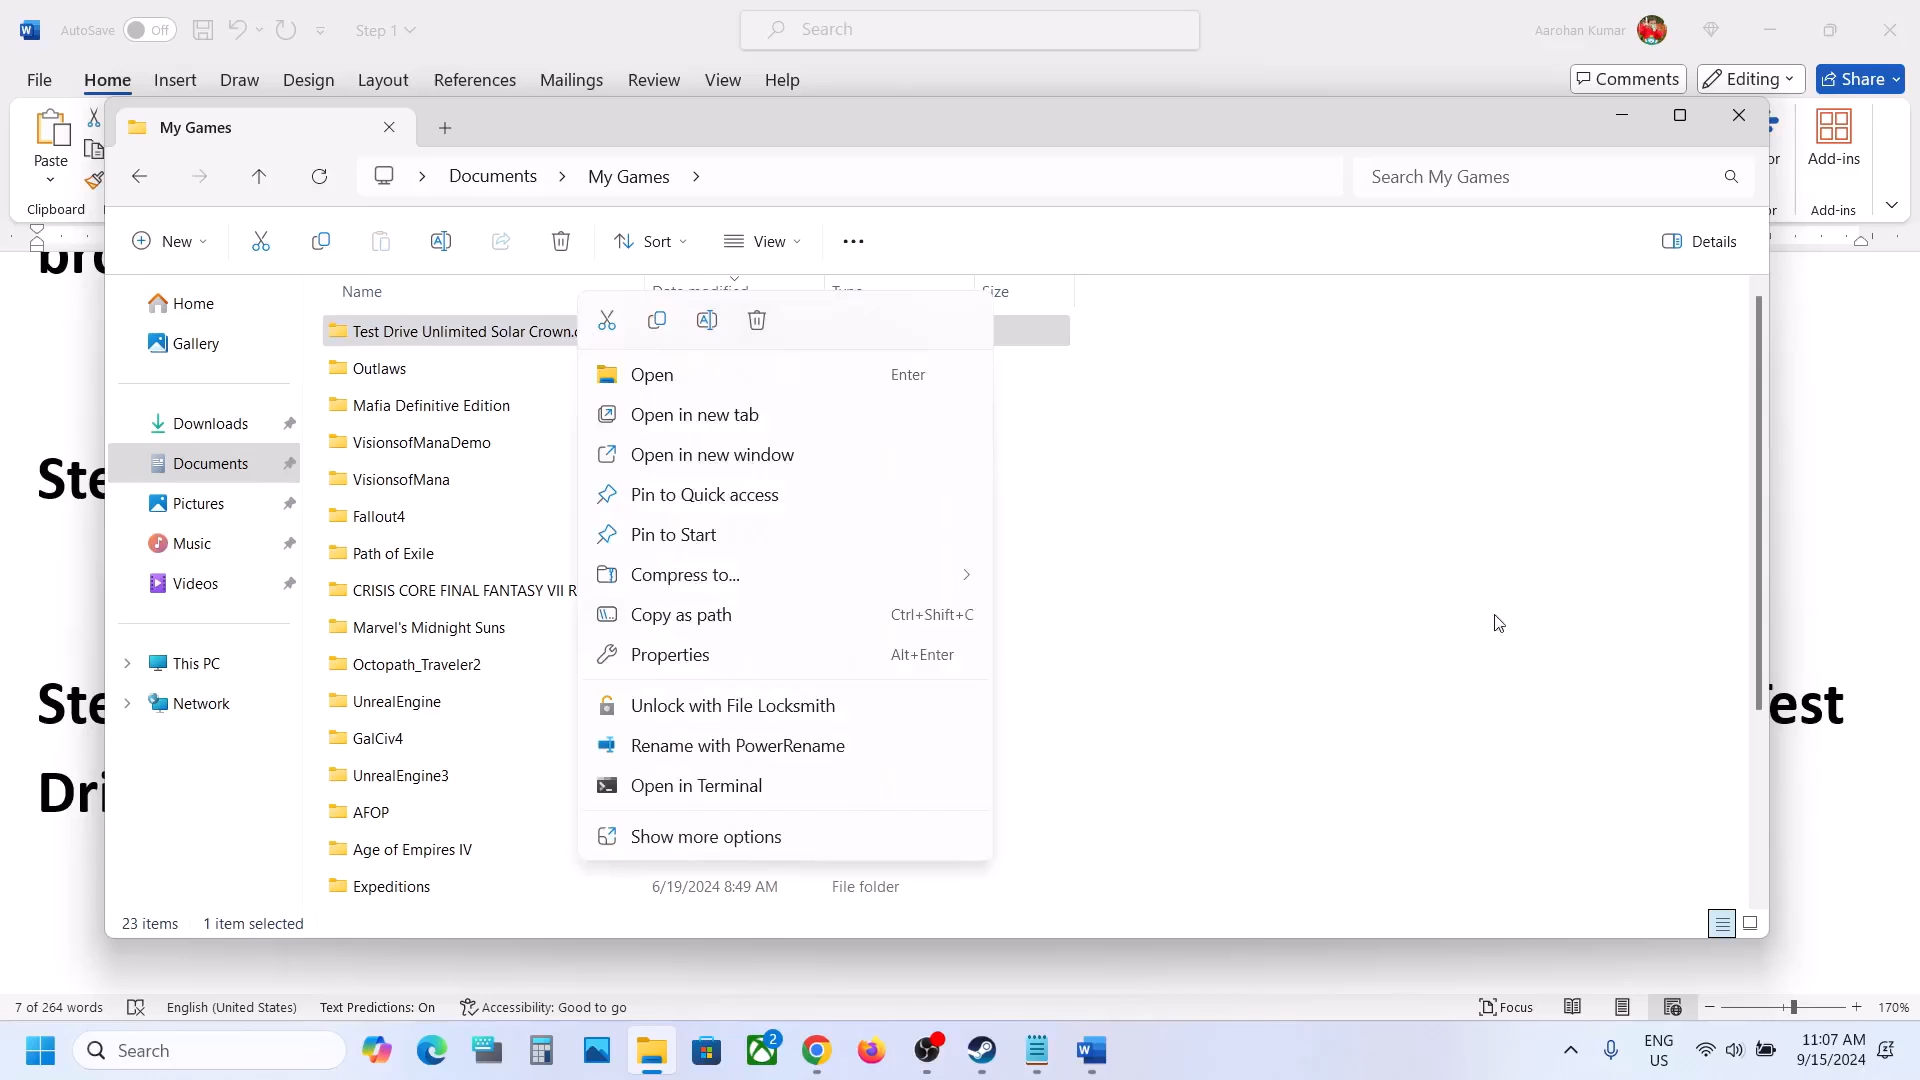 AutoSave Off Step 1 Search Aarohan Kumar
File Home Insert Draw Design Layout References Mailings Review View Help Comments Editing Share
My Games
Paste Add-ins
Documents My Games Search My Games
Clipboard Add-ins
New Sort View Details
Name Date modified Type Size
Home
Gallery
Downloads
Documents
Pictures
Music
Videos
This PC
Network
Test Drive Unlimited Solar Crown.
Outlaws
Mafia Definitive Edition
VisionsofManaDemo
VisionsofMana
Fallout4
Path of Exile
CRISIS CORE FINAL FANTASY VII R
Marvel's Midnight Suns
Octopath_Traveler2
UnrealEngine
GalCiv4
UnrealEngine3
AFOP
Age of Empires IV
Expeditions 6/19/2024 8:49 AM File folder
Open Enter
Open in new tab
Open in new window
Pin to Quick access
Pin to Start
Compress to...
Copy as path Ctrl+Shift+C
Properties Alt+Enter
Unlock with File Locksmith
Rename with PowerRename
Open in Terminal
Show more options
23 items 1 item selected
Ste
Ste Test
Dri
7 of 264 words English (United States) Text Predictions: On Accessibility: Good to go Focus 170%
Search 2 ENG US 11:07 AM 9/15/2024